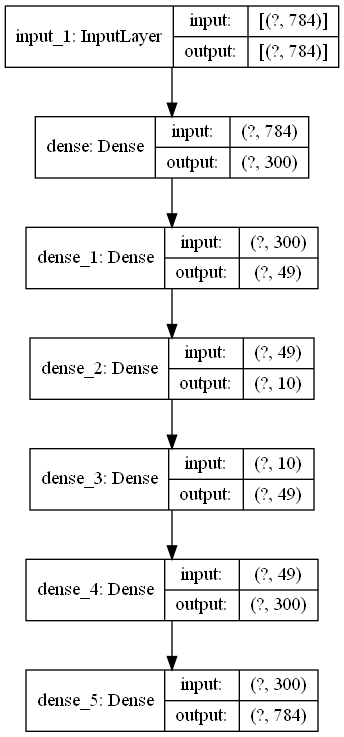 input_1: InputLayer
input: [(?, 784)]
output: [(?, 784)]
dense: Dense
input: (?, 784)
output: (?, 300)
dense_1: Dense
input: (?, 300)
output: (?, 49)
dense_2: Dense
input: (?, 49)
output: (?, 10)
dense_3: Dense
input: (?, 10)
output: (?, 49)
dense_4: Dense
input: (?, 49)
output: (?, 300)
dense_5: Dense
input: (?, 300)
output: (?, 784)